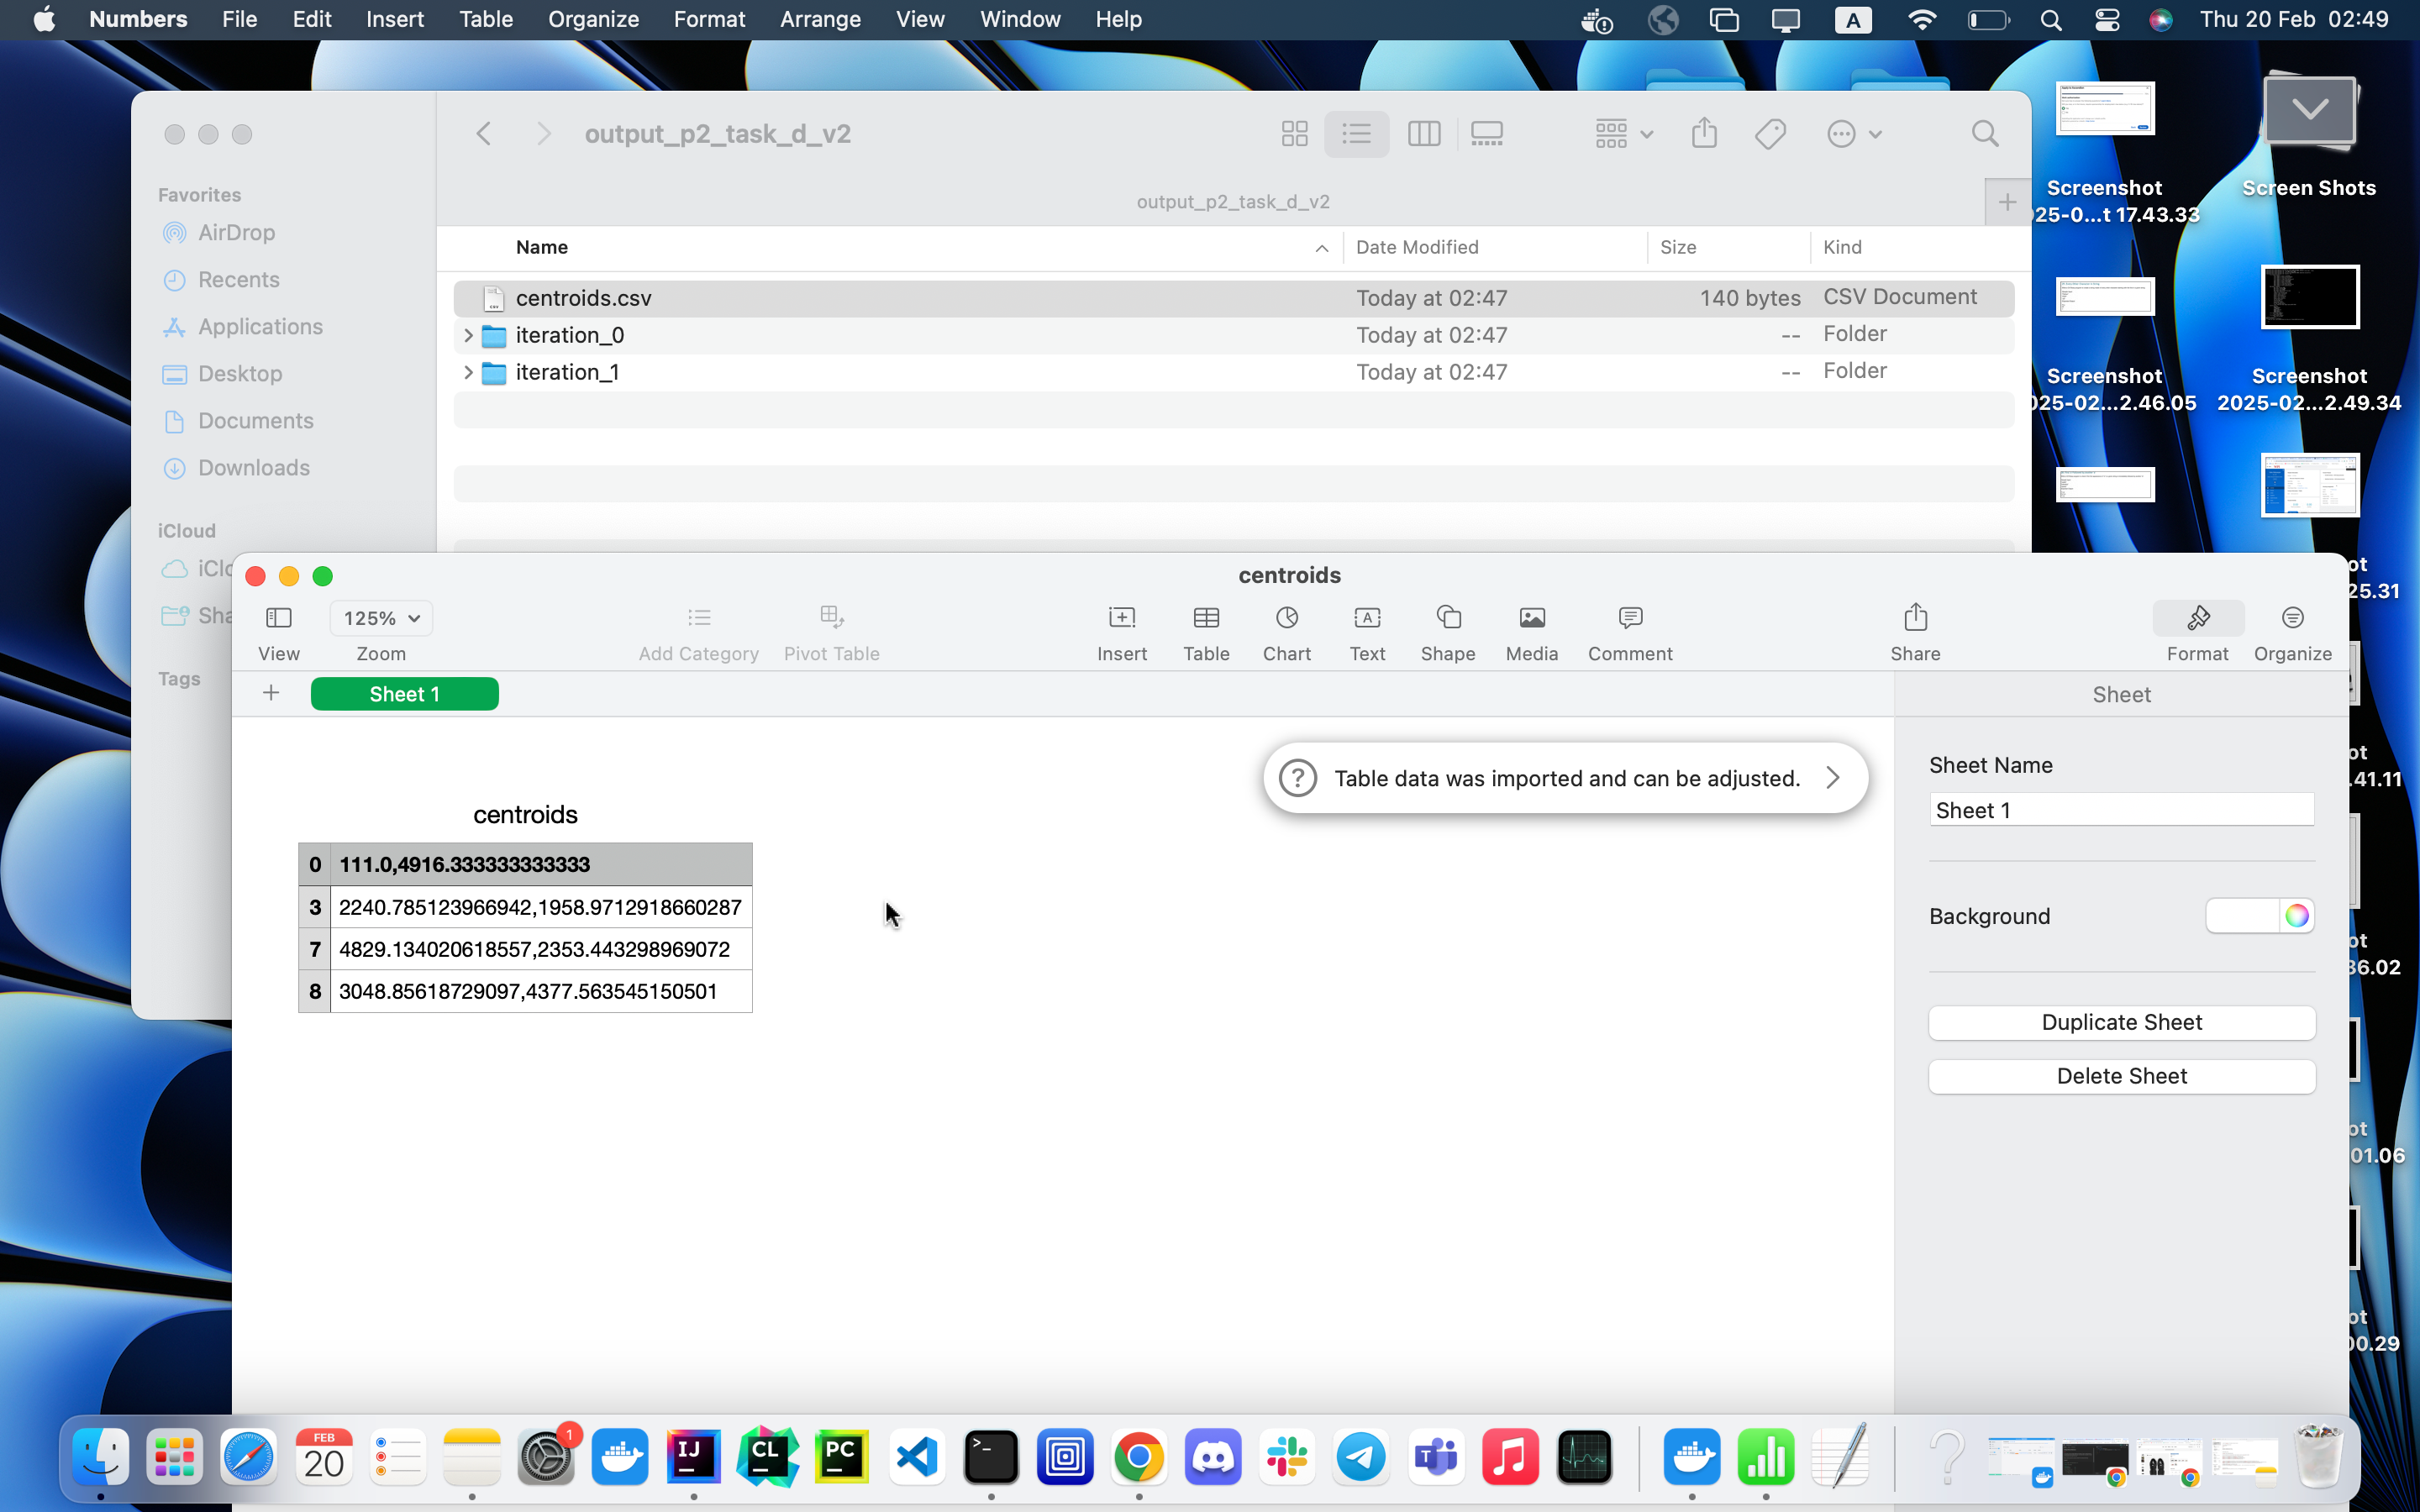 Numbers File Edit Insert Table Organize Format Arrange View Window Help A Thu 20 Feb 02:49
output_p2_task_d_v2
output_p2_task_d_v2
Favorites
AirDrop
Recents
Applications
Desktop
Documents
Downloads
iCloud
Tags
Name Date Modified Size Kind
centroids.csv Today at 02:47 140 bytes CSV Document
iteration_0 Today at 02:47 -- Folder
iteration_1 Today at 02:47 -- Folder
Screenshot
25-0...t 17.43.33
Screen Shots
Screenshot
025-02...2.46.05
Screenshot
2025-02...2.49.34
ot
25.31
ot
41.11
ot
36.02
ot
01.06
ot
00.29
centroids
125%
View Zoom Add Category Pivot Table Insert Table Chart Text Shape Media Comment Share Format Organize
Sheet 1
Sheet
Table data was imported and can be adjusted.
centroids
0 111.0,4916.333333333333
3 2240.785123966942,1958.9712918660287
7 4829.134020618557,2353.443298969072
8 3048.85618729097,4377.563545150501
Sheet Name
Sheet 1
Background
Duplicate Sheet
Delete Sheet
FEB
20
1
IJ
CL
PC